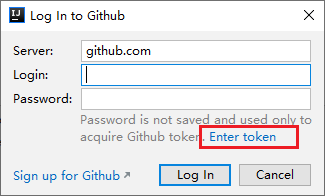 IJ Log In to Github
Server: github.com
Login:
Password:
Password is not saved and used only to
acquire Github token. Enter token
Sign up for Github ↗ Log In Cancel